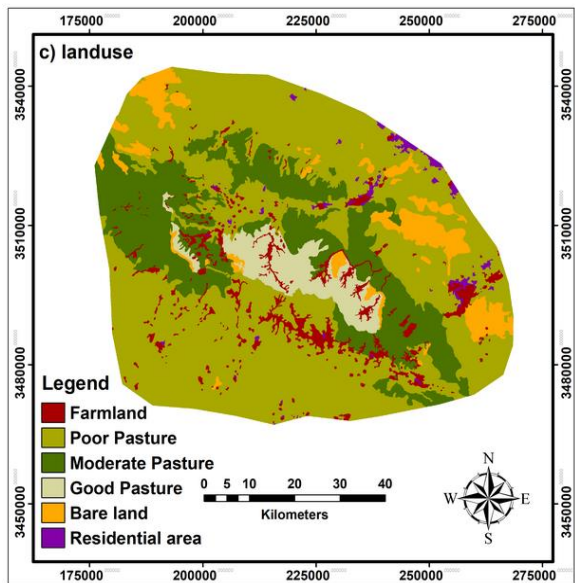 175000 200000 225000 250000 275000
c) landuse
3540000 3540000
3510000 3510000
3480000 3480000
3450000 3450000
Legend
Farmland
Poor Pasture
Moderate Pasture
Good Pasture
Bare land
Residential area
0 5 10 20 30 40
Kilometers
N
W E
S
175000 200000 225000 250000 275000